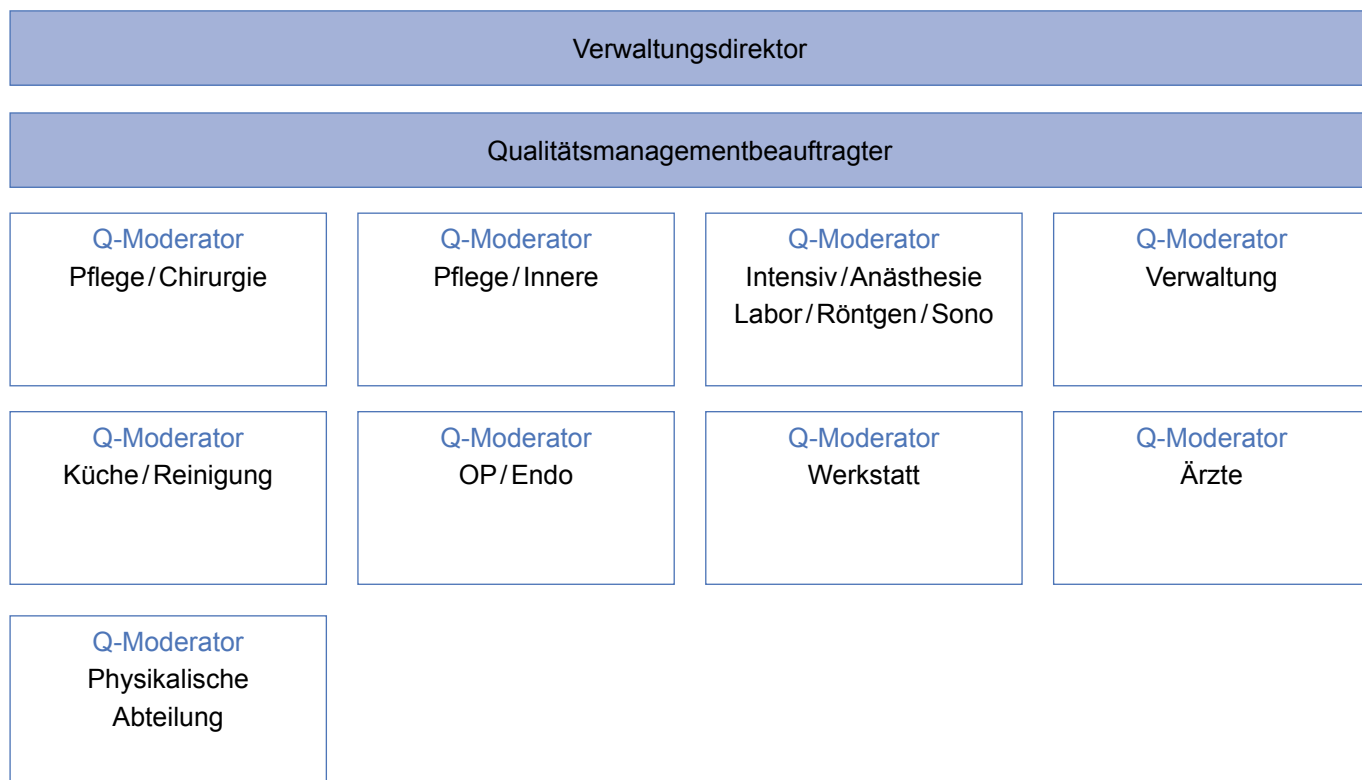 Verwaltungsdirektor
Qualitätsmanagementbeauftragter
Q-Moderator
Pflege/Chirurgie
Q-Moderator
Pflege/Innere
Q-Moderator
Intensiv/Anästhesie
Labor/Röntgen/Sono
Q-Moderator
Verwaltung
Q-Moderator
Küche/Reinigung
Q-Moderator
OP/Endo
Q-Moderator
Werkstatt
Q-Moderator
Ärzte
Q-Moderator
Physikalische
Abteilung